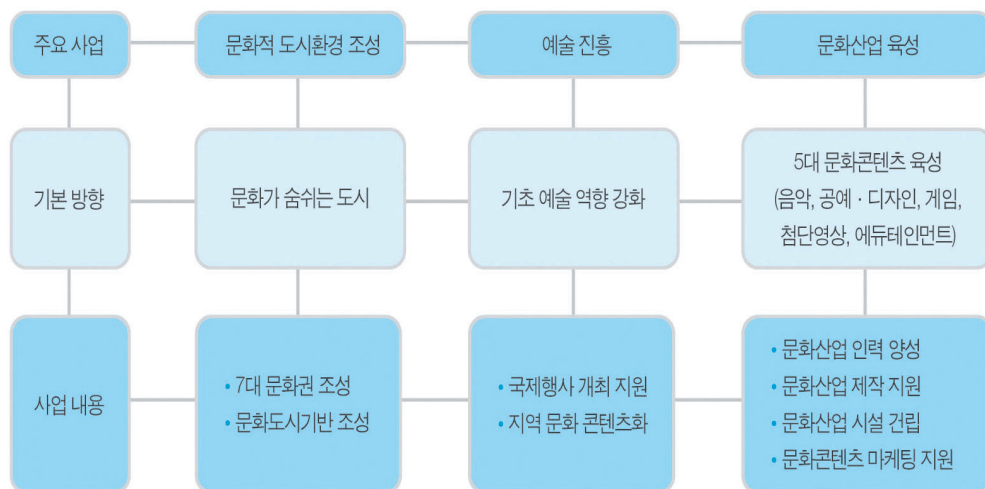 주요 사업
문화적 도시환경 조성
예술 진흥
문화산업 육성
기본 방향
문화가 숨쉬는 도시
기초 예술 역향 강화
5대 문화콘텐츠 육성
(음악, 공예 · 디자인, 게임,
첨단영상, 에듀테인먼트)
사업 내용
• 7대 문화권 조성
• 문화도시기반 조성
• 국제행사 개최 지원
• 지역 문화 콘텐츠화
• 문화산업 인력 양성
• 문화산업 제작 지원
• 문화산업 시설 건립
• 문화콘텐츠 마케팅 지원